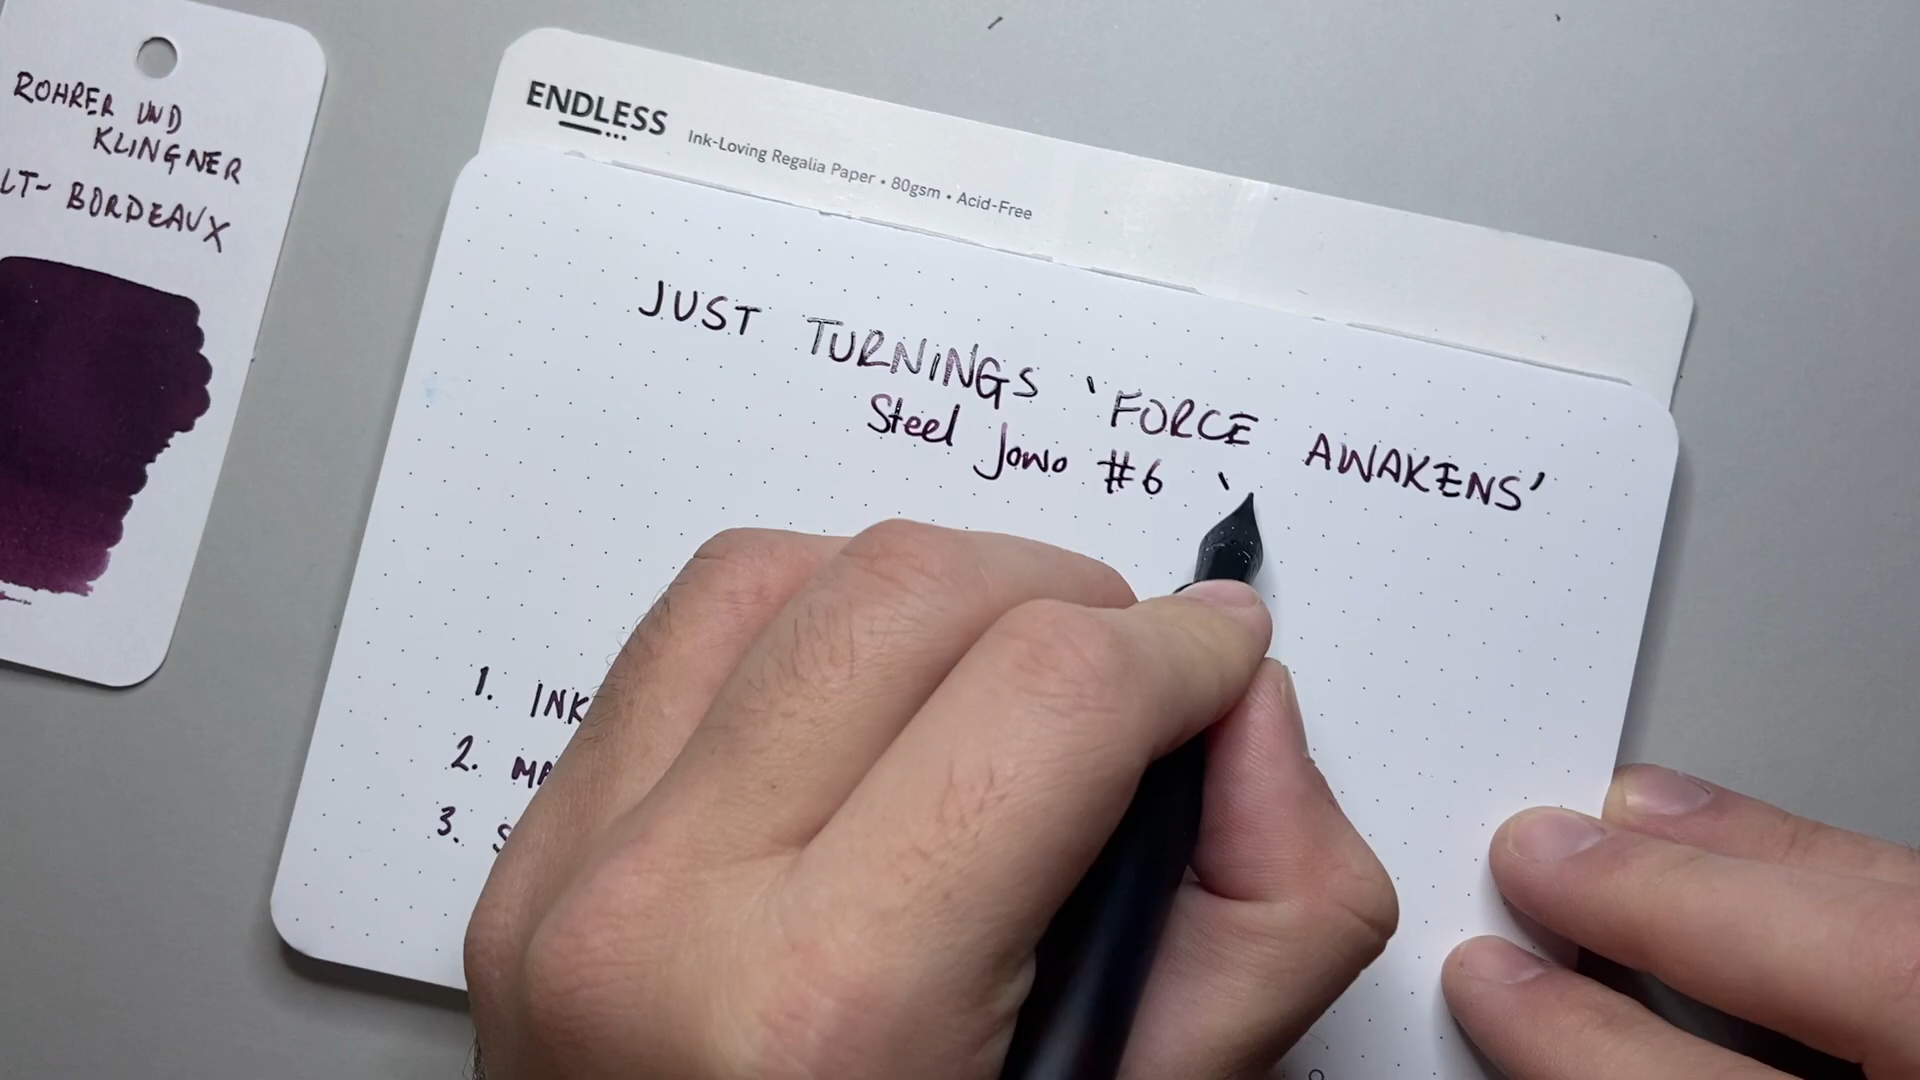 ROHRER UND
KLINGNER
LT- BORDEAUX
ENDLESS
Ink-Loving Regalia Paper • 80gsm • Acid-Free
JUST TURNINGS 'FORCE AWAKENS'
Steel Jowo #6 '
1. INK
2. MA
3. S